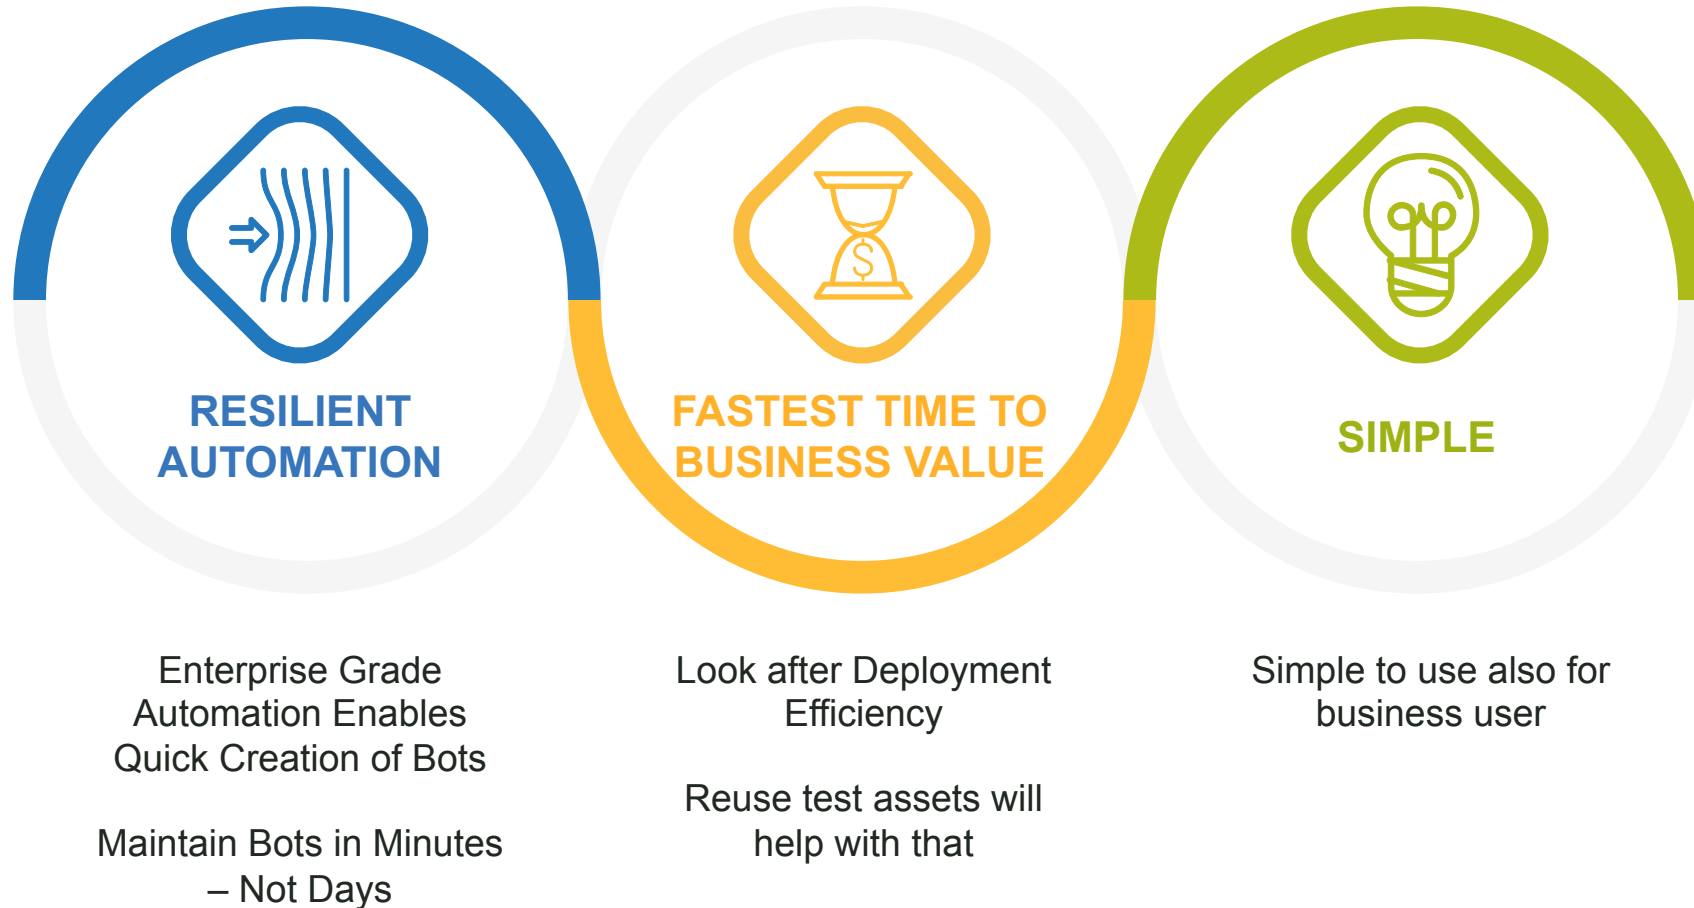 RESILIENT
AUTOMATION
Enterprise Grade
Automation Enables
Quick Creation of Bots
Maintain Bots in Minutes
– Not Days
$
FASTEST TIME TO
BUSINESS VALUE
Look after Deployment
Efficiency
Reuse test assets will
help with that
SIMPLE
Simple to use also for
business user